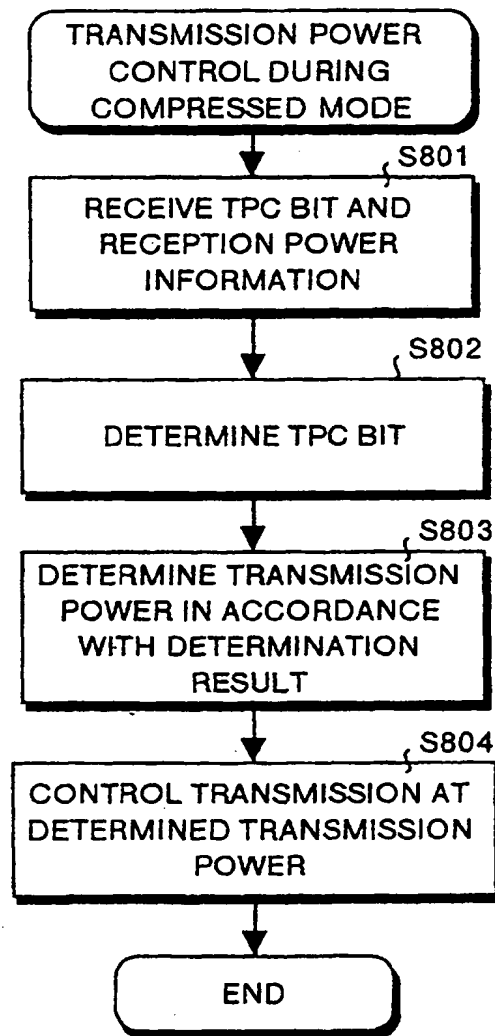 TRANSMISSION POWER
CONTROL DURING
COMPRESSED MODE
S801
RECEIVE TPC BIT AND
RECEPTION POWER
INFORMATION
S802
DETERMINE TPC BIT
S803
DETERMINE TRANSMISSION
POWER IN ACCORDANCE
WITH DETERMINATION
RESULT
S804
CONTROL TRANSMISSION AT
DETERMINED TRANSMISSION
POWER
END